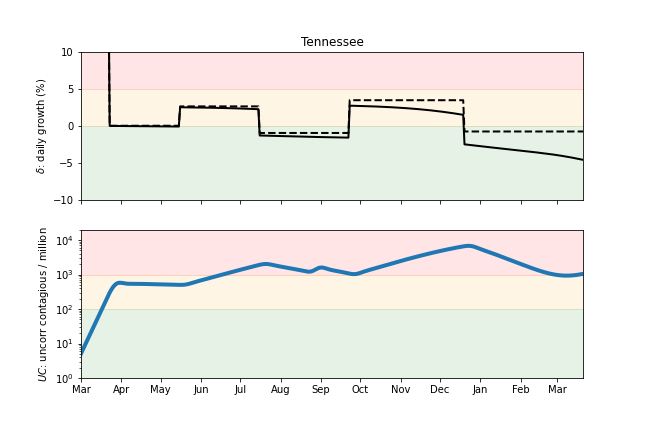 Tennessee
δ: daily growth (%)
10
5
0
−5
−10
UC: uncorr contagious / million
10⁴
10³
10²
10¹
10⁰
Mar Apr May Jun Jul Aug Sep Oct Nov Dec Jan Feb Mar